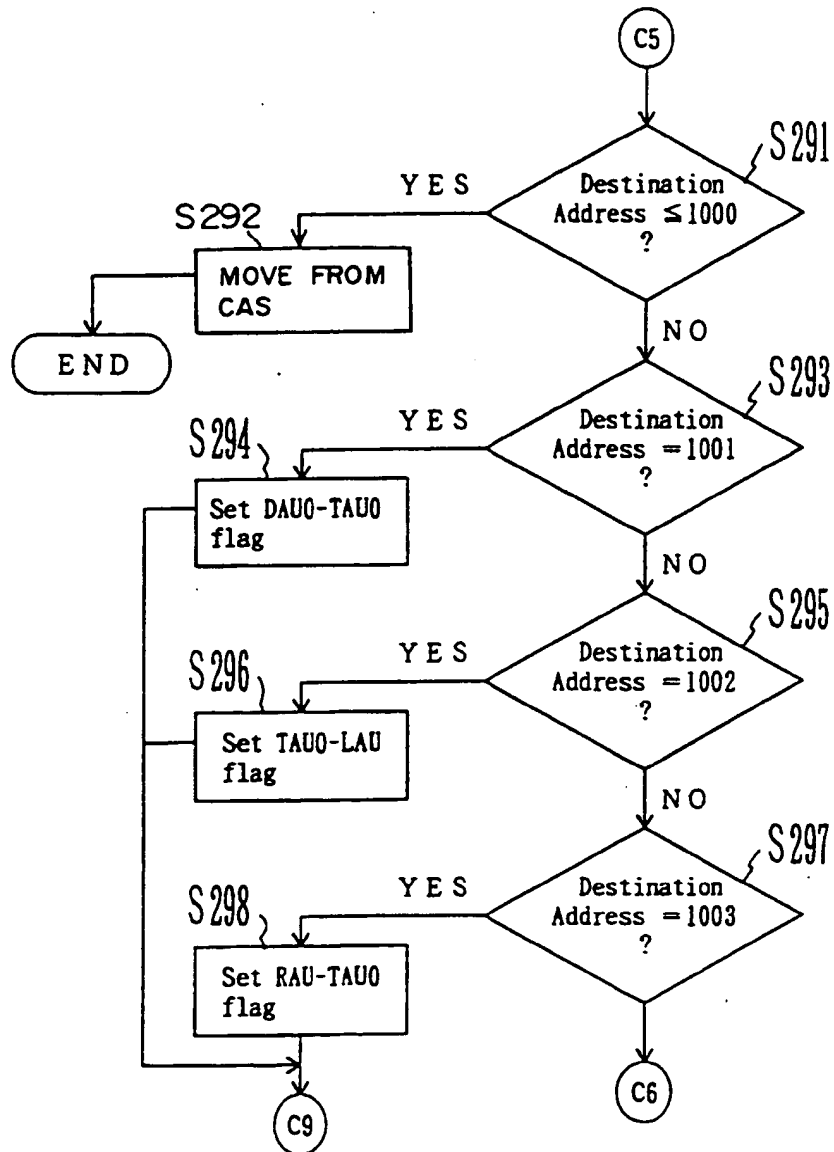 C5
S291
Destination
Address ≦1000
?
YES
S292
MOVE FROM
CAS
END
NO
S293
Destination
Address =1001
?
YES
S294
Set DAU0-TAU0
flag
NO
S295
Destination
Address =1002
?
YES
S296
Set TAU0-LAU
flag
NO
S297
Destination
Address =1003
?
YES
S298
Set RAU-TAU0
flag
C9
C6